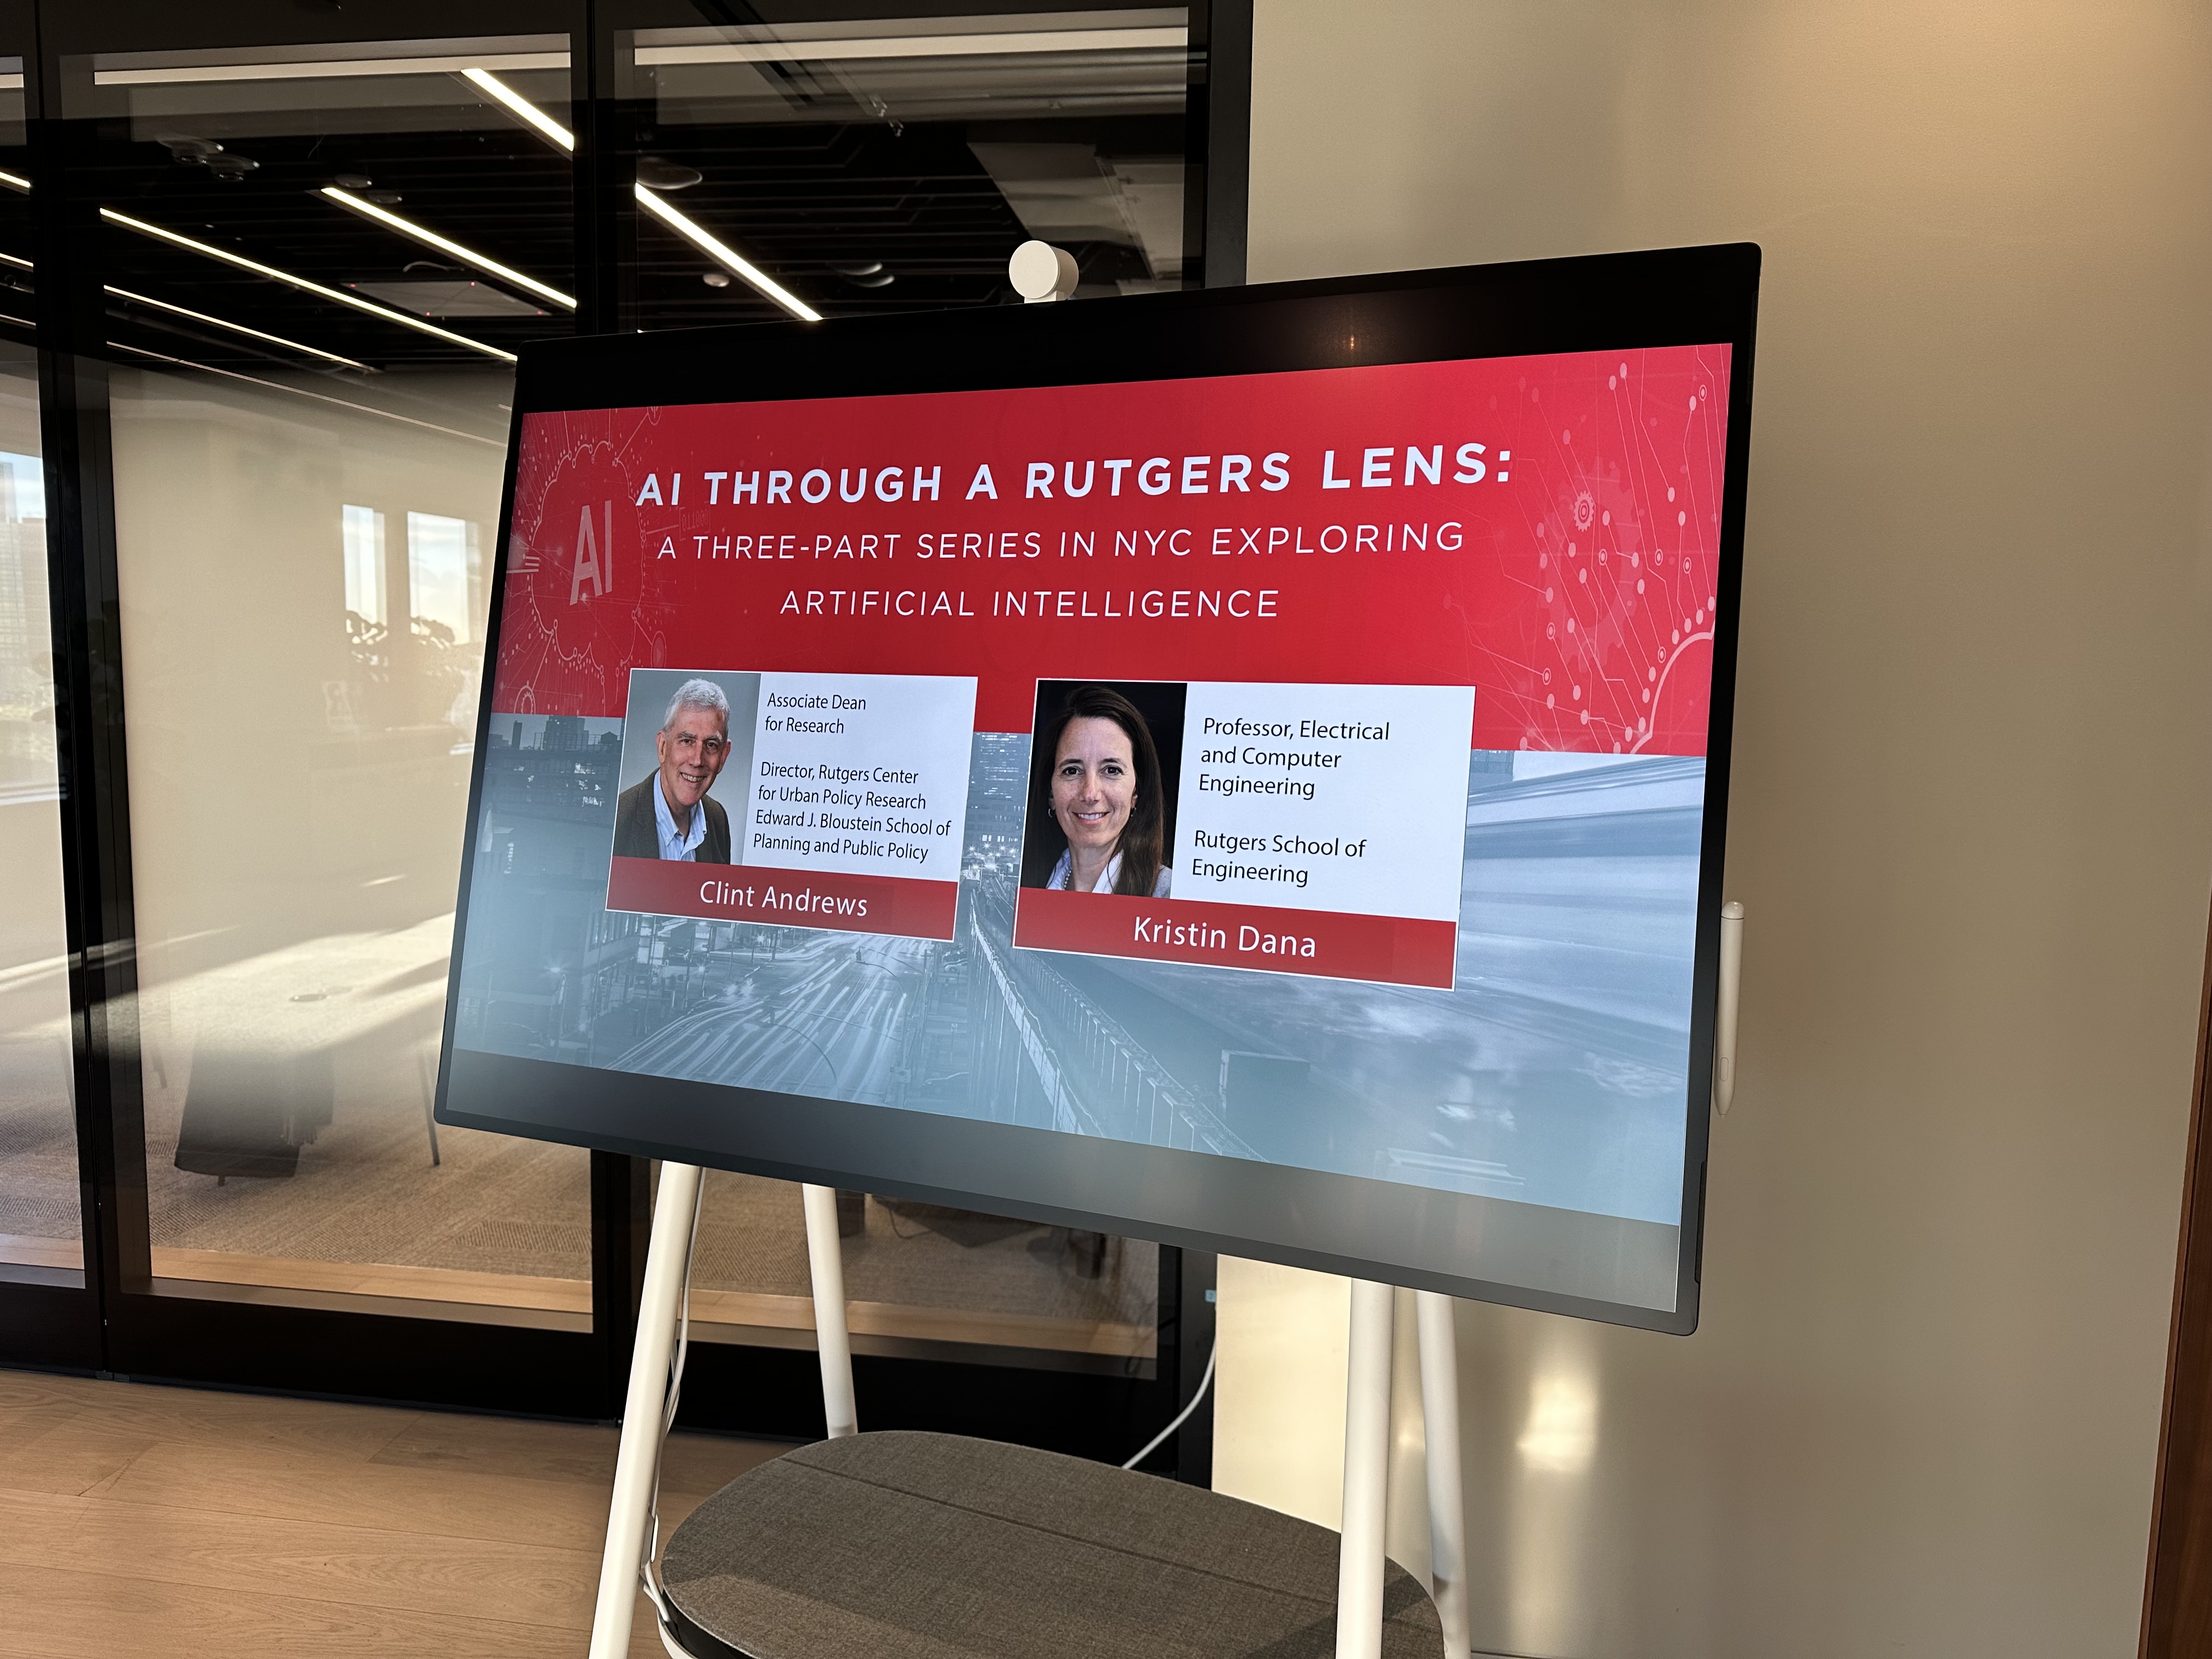 AI THROUGH A RUTGERS LENS:
A THREE-PART SERIES IN NYC EXPLORING
ARTIFICIAL INTELLIGENCE
AI
Associate Dean
for Research
Director, Rutgers Center
for Urban Policy Research
Edward J. Bloustein School of
Planning and Public Policy
Clint Andrews
Professor, Electrical
and Computer
Engineering
Rutgers School of
Engineering
Kristin Dana